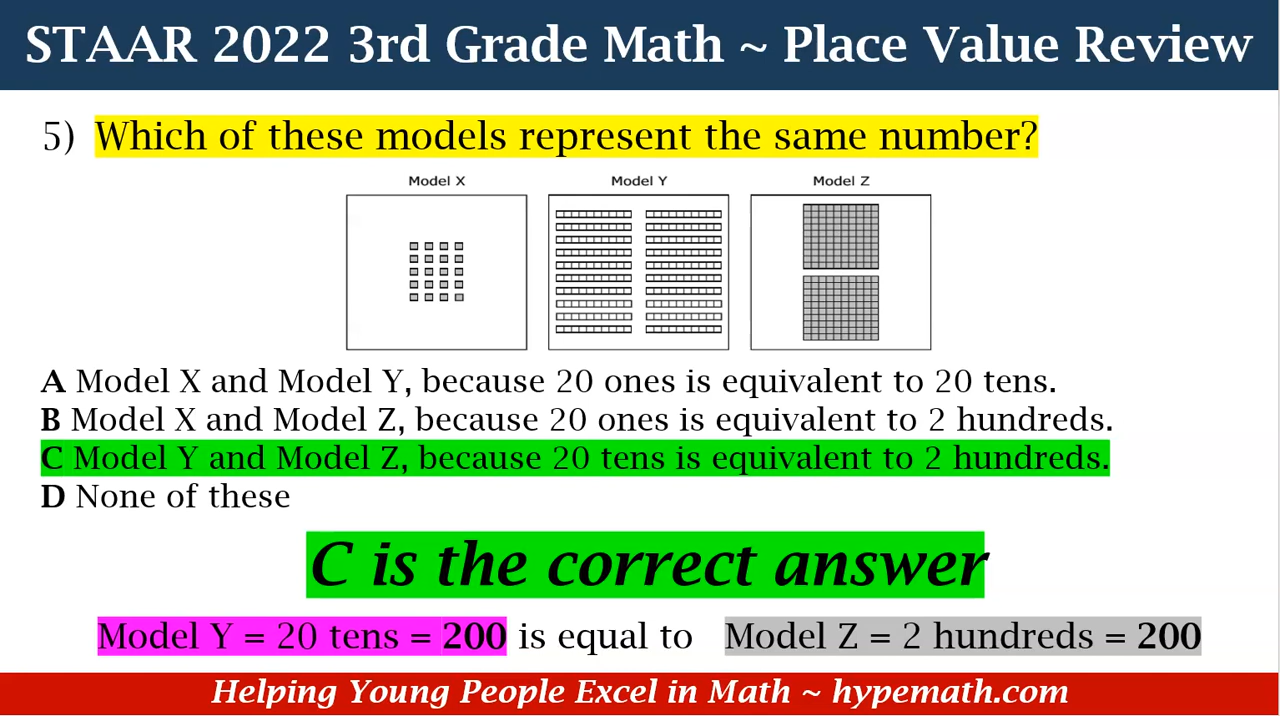 STAAR 2022 3rd Grade Math ~ Place Value Review
5) Which of these models represent the same number?
Model X Model Y Model Z
A Model X and Model Y, because 20 ones is equivalent to 20 tens.
B Model X and Model Z, because 20 ones is equivalent to 2 hundreds.
C Model Y and Model Z, because 20 tens is equivalent to 2 hundreds.
D None of these
C is the correct answer
Model Y = 20 tens = 200 is equal to Model Z = 2 hundreds = 200
Helping Young People Excel in Math ~ hypemath.com